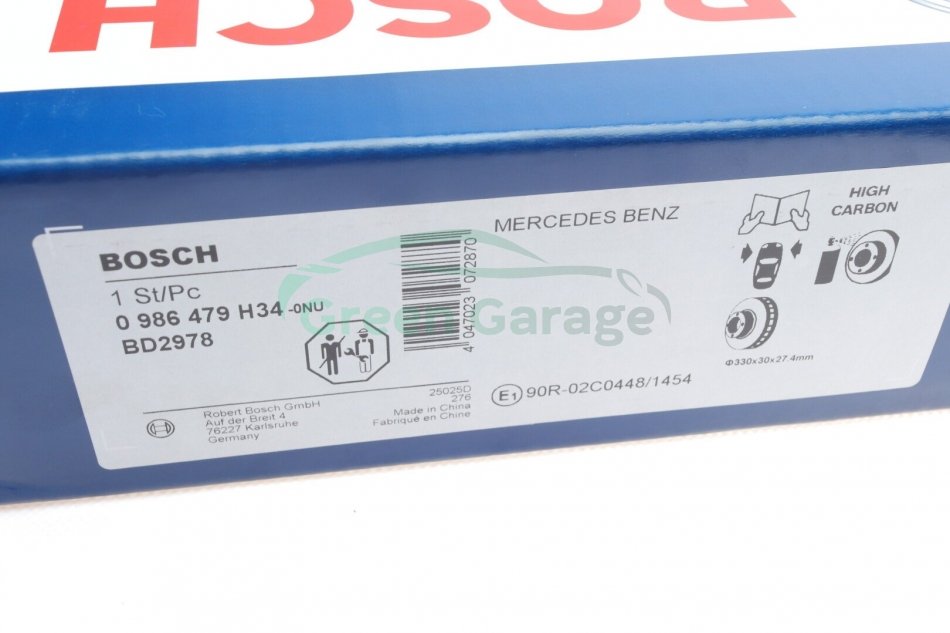 BOSCH
BOSCH
1 St/Pc
0 986 479 H34 -0NU
BD2978
4 047023 072870
MERCEDES BENZ
HIGH
CARBON
Φ330x30x27.4mm
Green Garage
Robert Bosch GmbH
Auf der Breit 4
76227 Karlsruhe
Germany
25025D
276
Made in China
Fabriqué en Chine
E1 90R-02C0448/1454